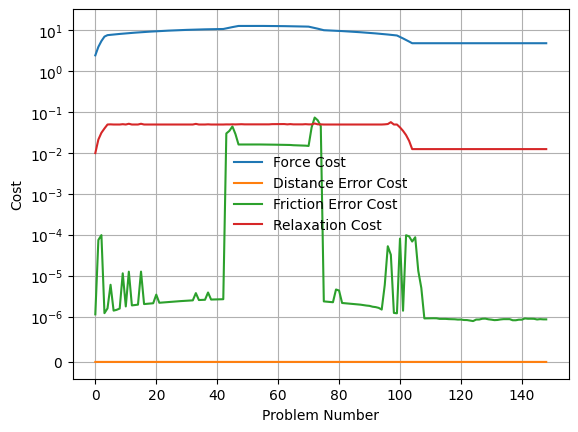 10¹
10⁰
10⁻¹
10⁻²
10⁻³
10⁻⁴
10⁻⁵
10⁻⁶
0
Cost
Force Cost
Distance Error Cost
Friction Error Cost
Relaxation Cost
0 20 40 60 80 100 120 140
Problem Number